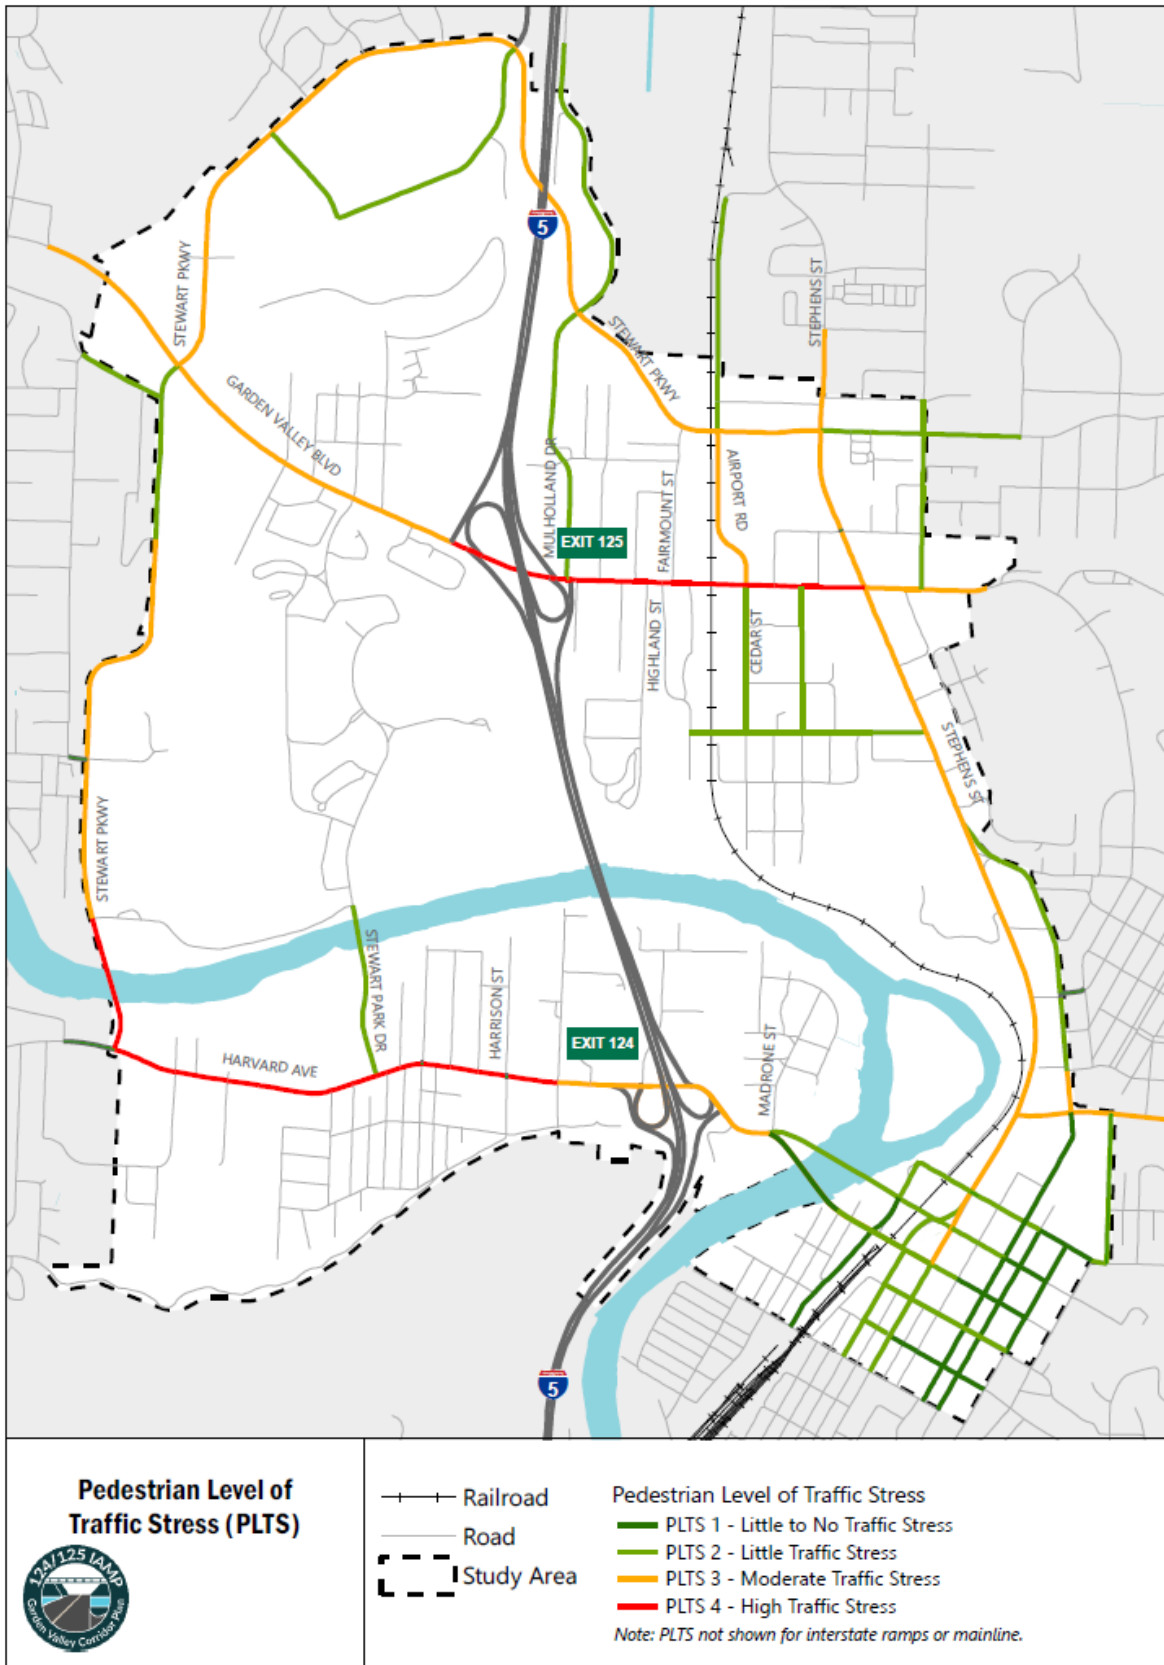 5
STEWART PKWY
STEPHENS ST
STEWART PKWY
GARDEN VALLEY BLVD
MULHOLLAND DR
FAIRMOUNT ST
AIRPORT RD
EXIT 125
HIGHLAND ST
CEDAR ST
STEPHENS ST
STEWART PKWY
STEWART PARK DR
HARRISON ST
EXIT 124
MADRONE ST
HARVARD AVE
5
Pedestrian Level of
Traffic Stress (PLTS)
124/125 IAMP
Garden Valley Corridor Plan
Railroad
Road
Study Area
Pedestrian Level of Traffic Stress
PLTS 1 - Little to No Traffic Stress
PLTS 2 - Little Traffic Stress
PLTS 3 - Moderate Traffic Stress
PLTS 4 - High Traffic Stress
Note: PLTS not shown for interstate ramps or mainline.